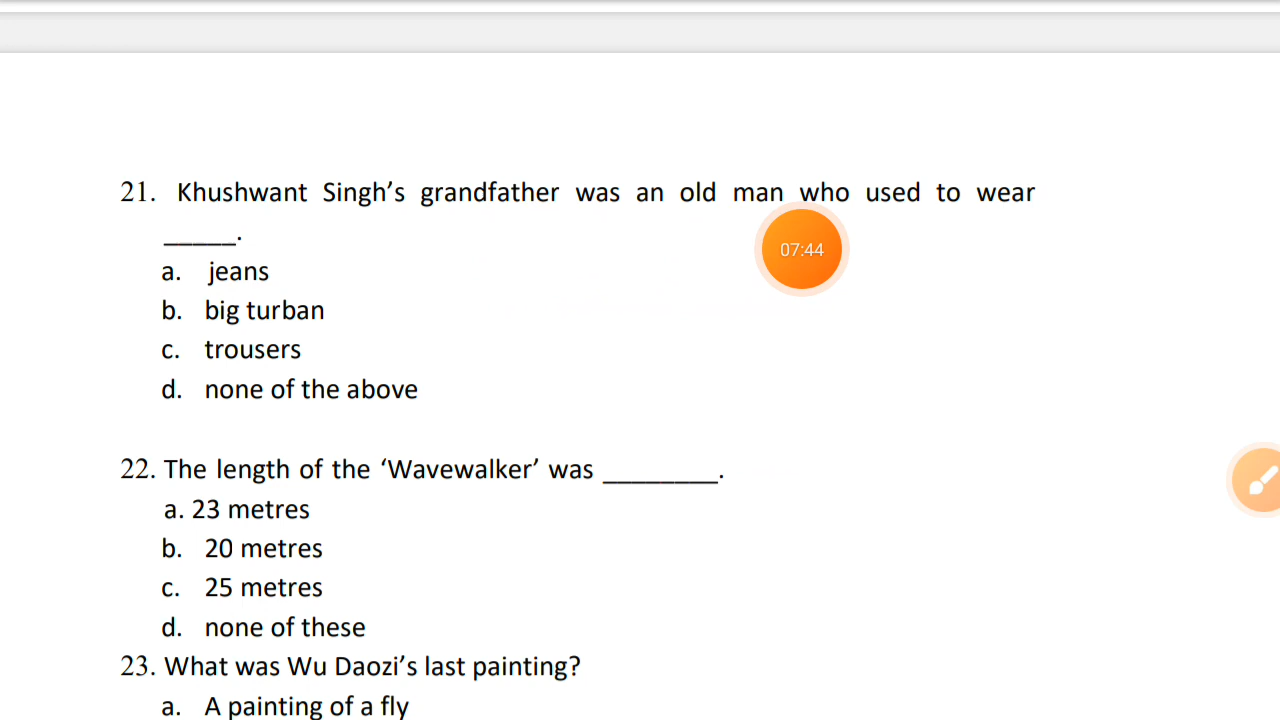 21. Khushwant Singh’s grandfather was an old man who used to wear
_____.
07:44
a. jeans
b. big turban
c. trousers
d. none of the above
22. The length of the ‘Wavewalker’ was ________.
a. 23 metres
b. 20 metres
c. 25 metres
d. none of these
23. What was Wu Daozi’s last painting?
a. A painting of a fly